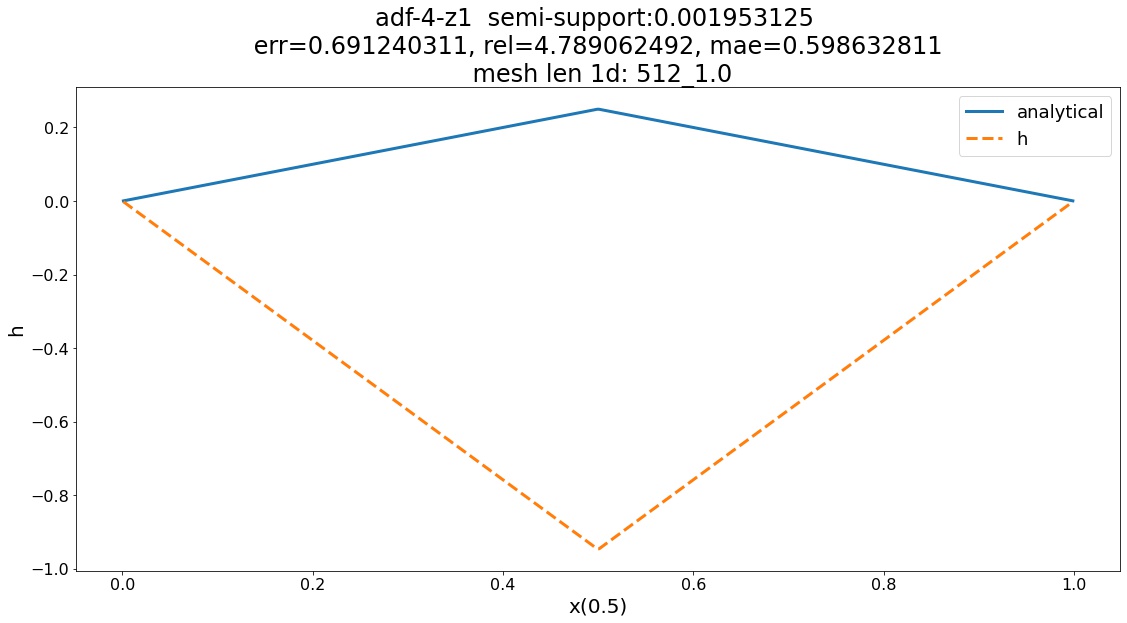 adf-4-z1  semi-support:0.001953125
err=0.691240311, rel=4.789062492, mae=0.598632811
mesh len 1d: 512_1.0
analytical
h
0.2
0.0
−0.2
−0.4
−0.6
−0.8
−1.0
h
0.0
0.2
0.4
0.6
0.8
1.0
x(0.5)